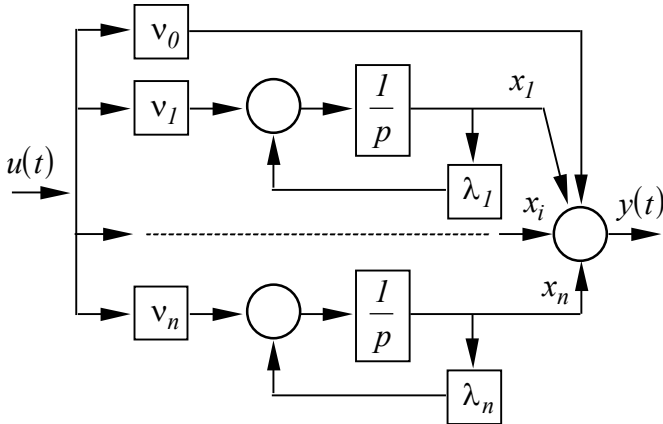 ν₀
ν₁ 1/p x₁
u(t) λ₁ xᵢ y(t)
νₙ 1/p xₙ
λₙ